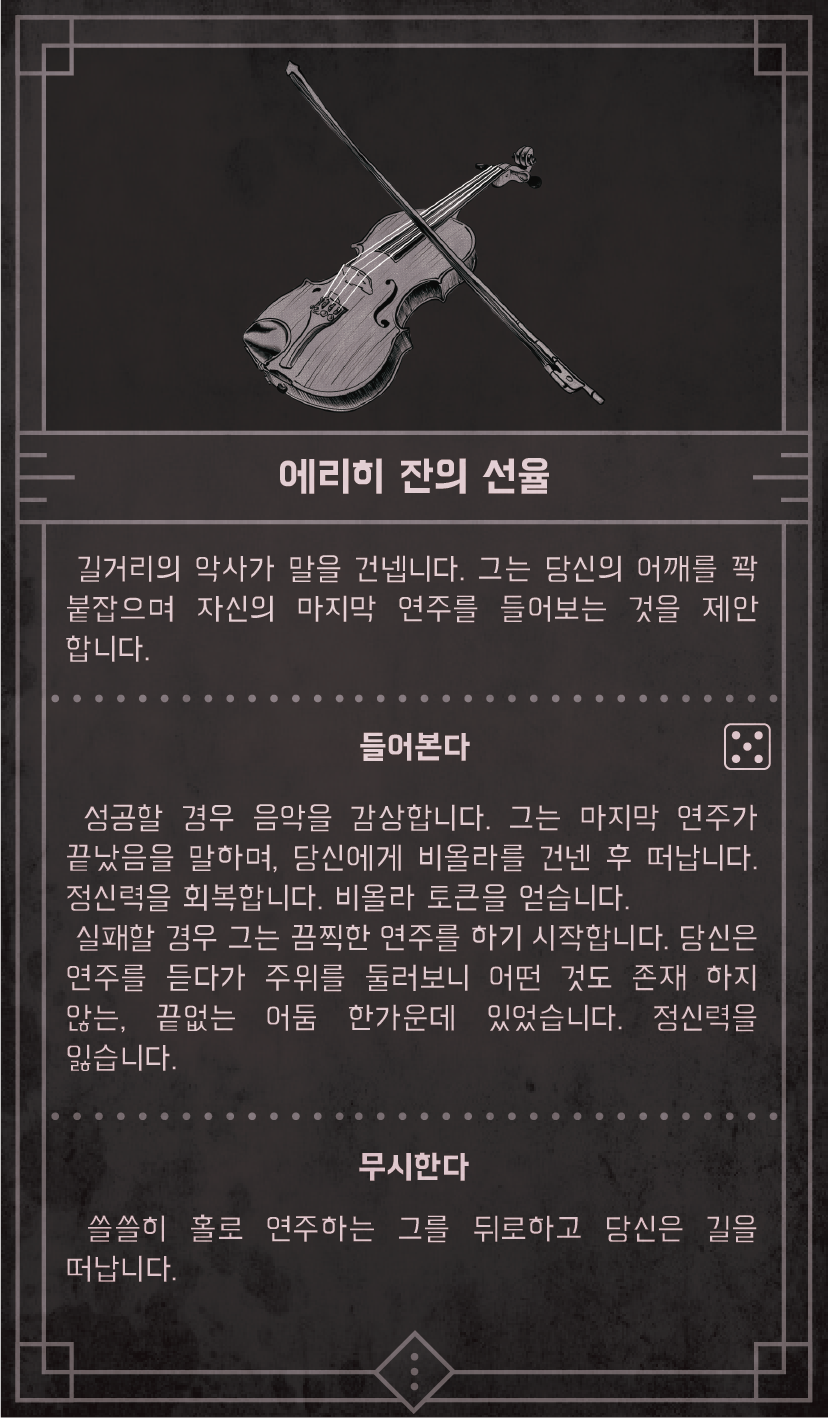 에리히 잔의 선율
길거리의 악사가 말을 건넵니다. 그는 당신의 어깨를 꽉
붙잡으며 자신의 마지막 연주를 들어보는 것을 제안
합니다.
들어본다
성공할 경우 음악을 감상합니다. 그는 마지막 연주가
끝났음을 말하며, 당신에게 비올라를 건넨 후 떠납니다.
정신력을 회복합니다. 비올라 토큰을 얻습니다.
실패할 경우 그는 끔찍한 연주를 하기 시작합니다. 당신은
연주를 듣다가 주위를 둘러보니 어떤 것도 존재 하지
않는, 끝없는 어둠 한가운데 있었습니다. 정신력을
잃습니다.
무시한다
쓸쓸히 홀로 연주하는 그를 뒤로하고 당신은 길을
떠납니다.